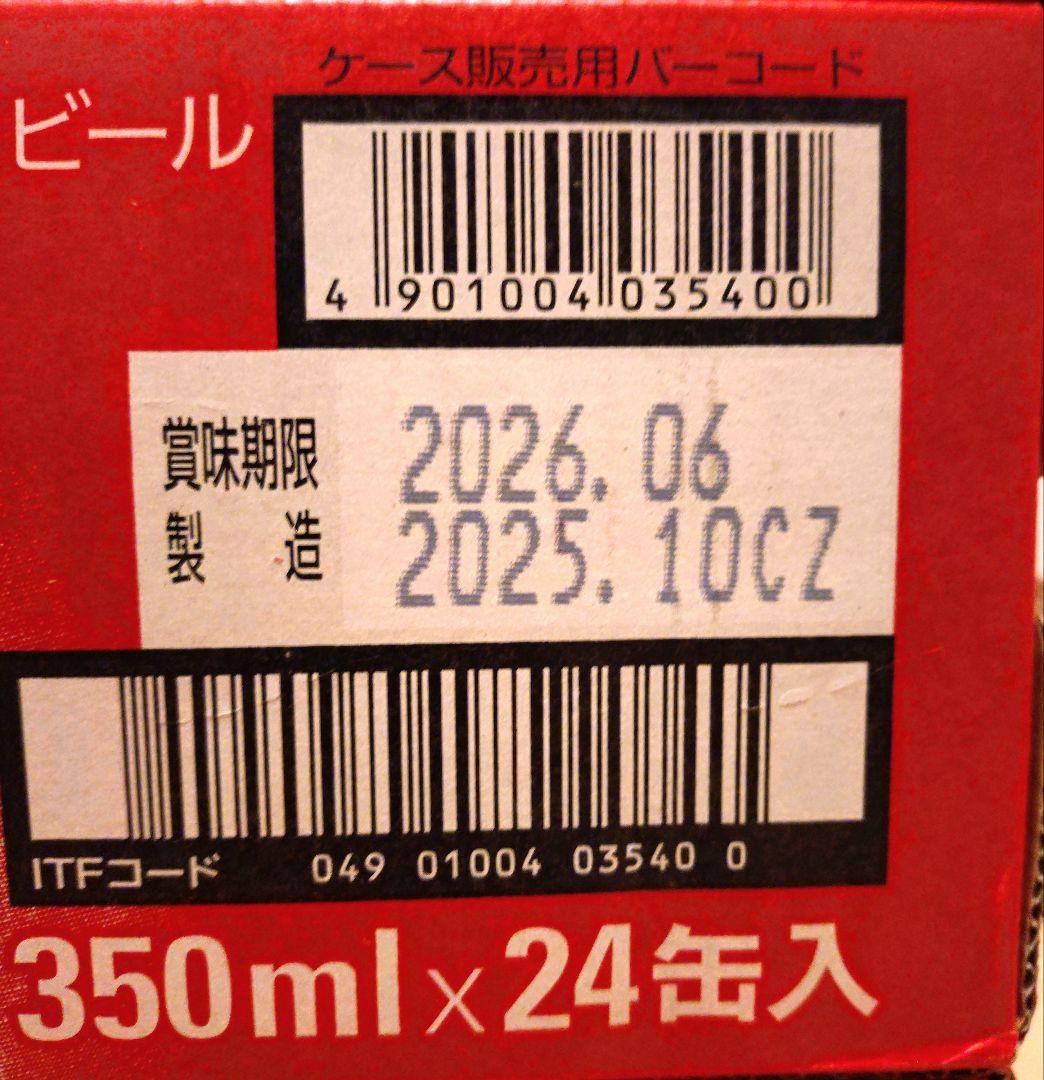 ケース販売用バーコード
ビール
4 901004 035400
賞味期限 2026.06
製造 2025.10CZ
ITFコード 049 01004 03540 0
350ml×24缶入